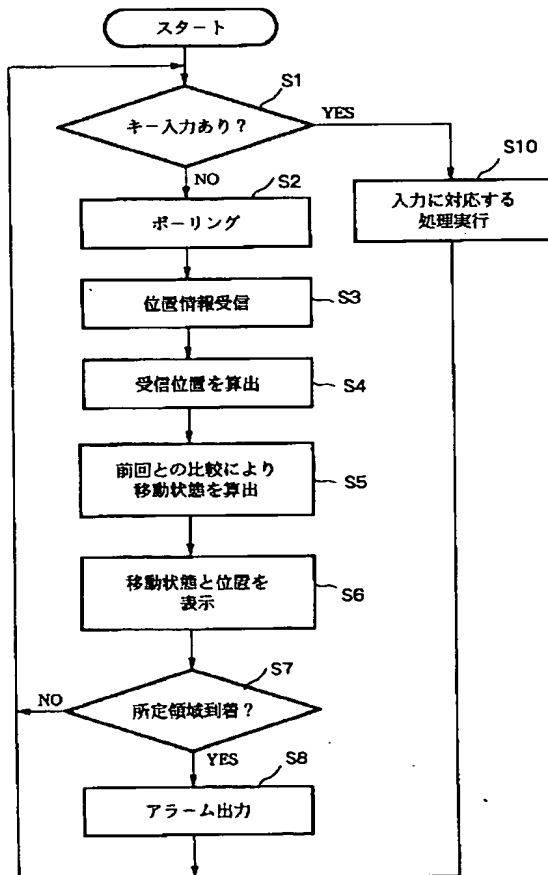 スタート
S1
キー入力あり?
YES
S10
NO
S2
入力に対応する
処理実行
ポーリング
位置情報受信
S3
受信位置を算出
S4
前回との比較により
移動状態を算出
S5
移動状態と位置を
表示
S6
S7
NO
所定領域到着?
YES
S8
アラーム出力